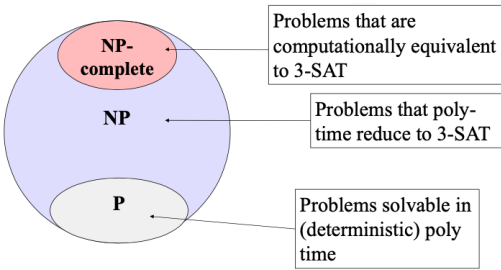 NP-
complete
NP
P
Problems that are
computationally equivalent
to 3-SAT
Problems that poly-
time reduce to 3-SAT
Problems solvable in
(deterministic) poly
time